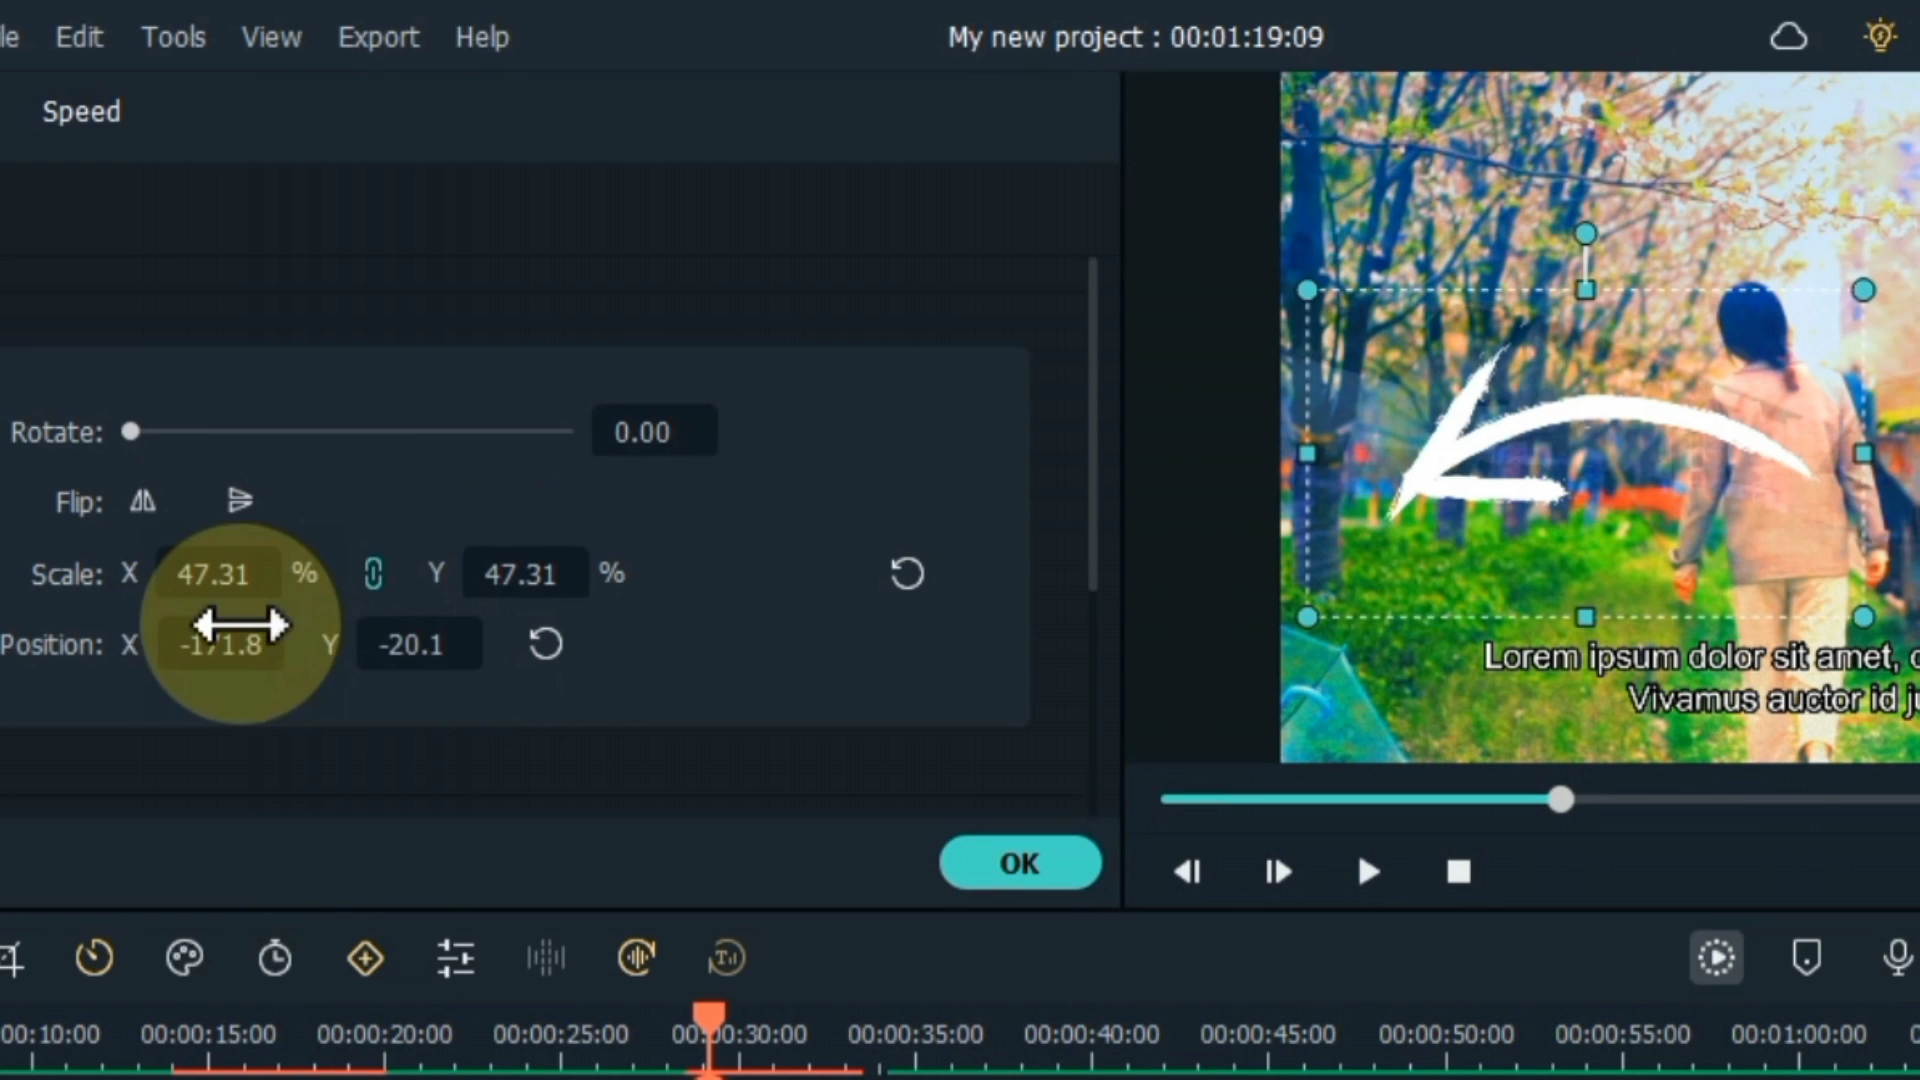 Edit Tools View Export Help
My new project : 00:01:19:09
Speed
Rotate: 0.00
Flip:
Scale: X 47.31 % Y 47.31 %
Position: X Y -20.1
Lorem ipsum dolor sit amet,
Vivamus auctor id
OK
00:00:15:00 00:00:20:00 00:00:25:00 00:00:30:00 00:00:35:00 00:00:40:00 00:00:45:00 00:00:50:00 00:00:55:00 00:01:00:00